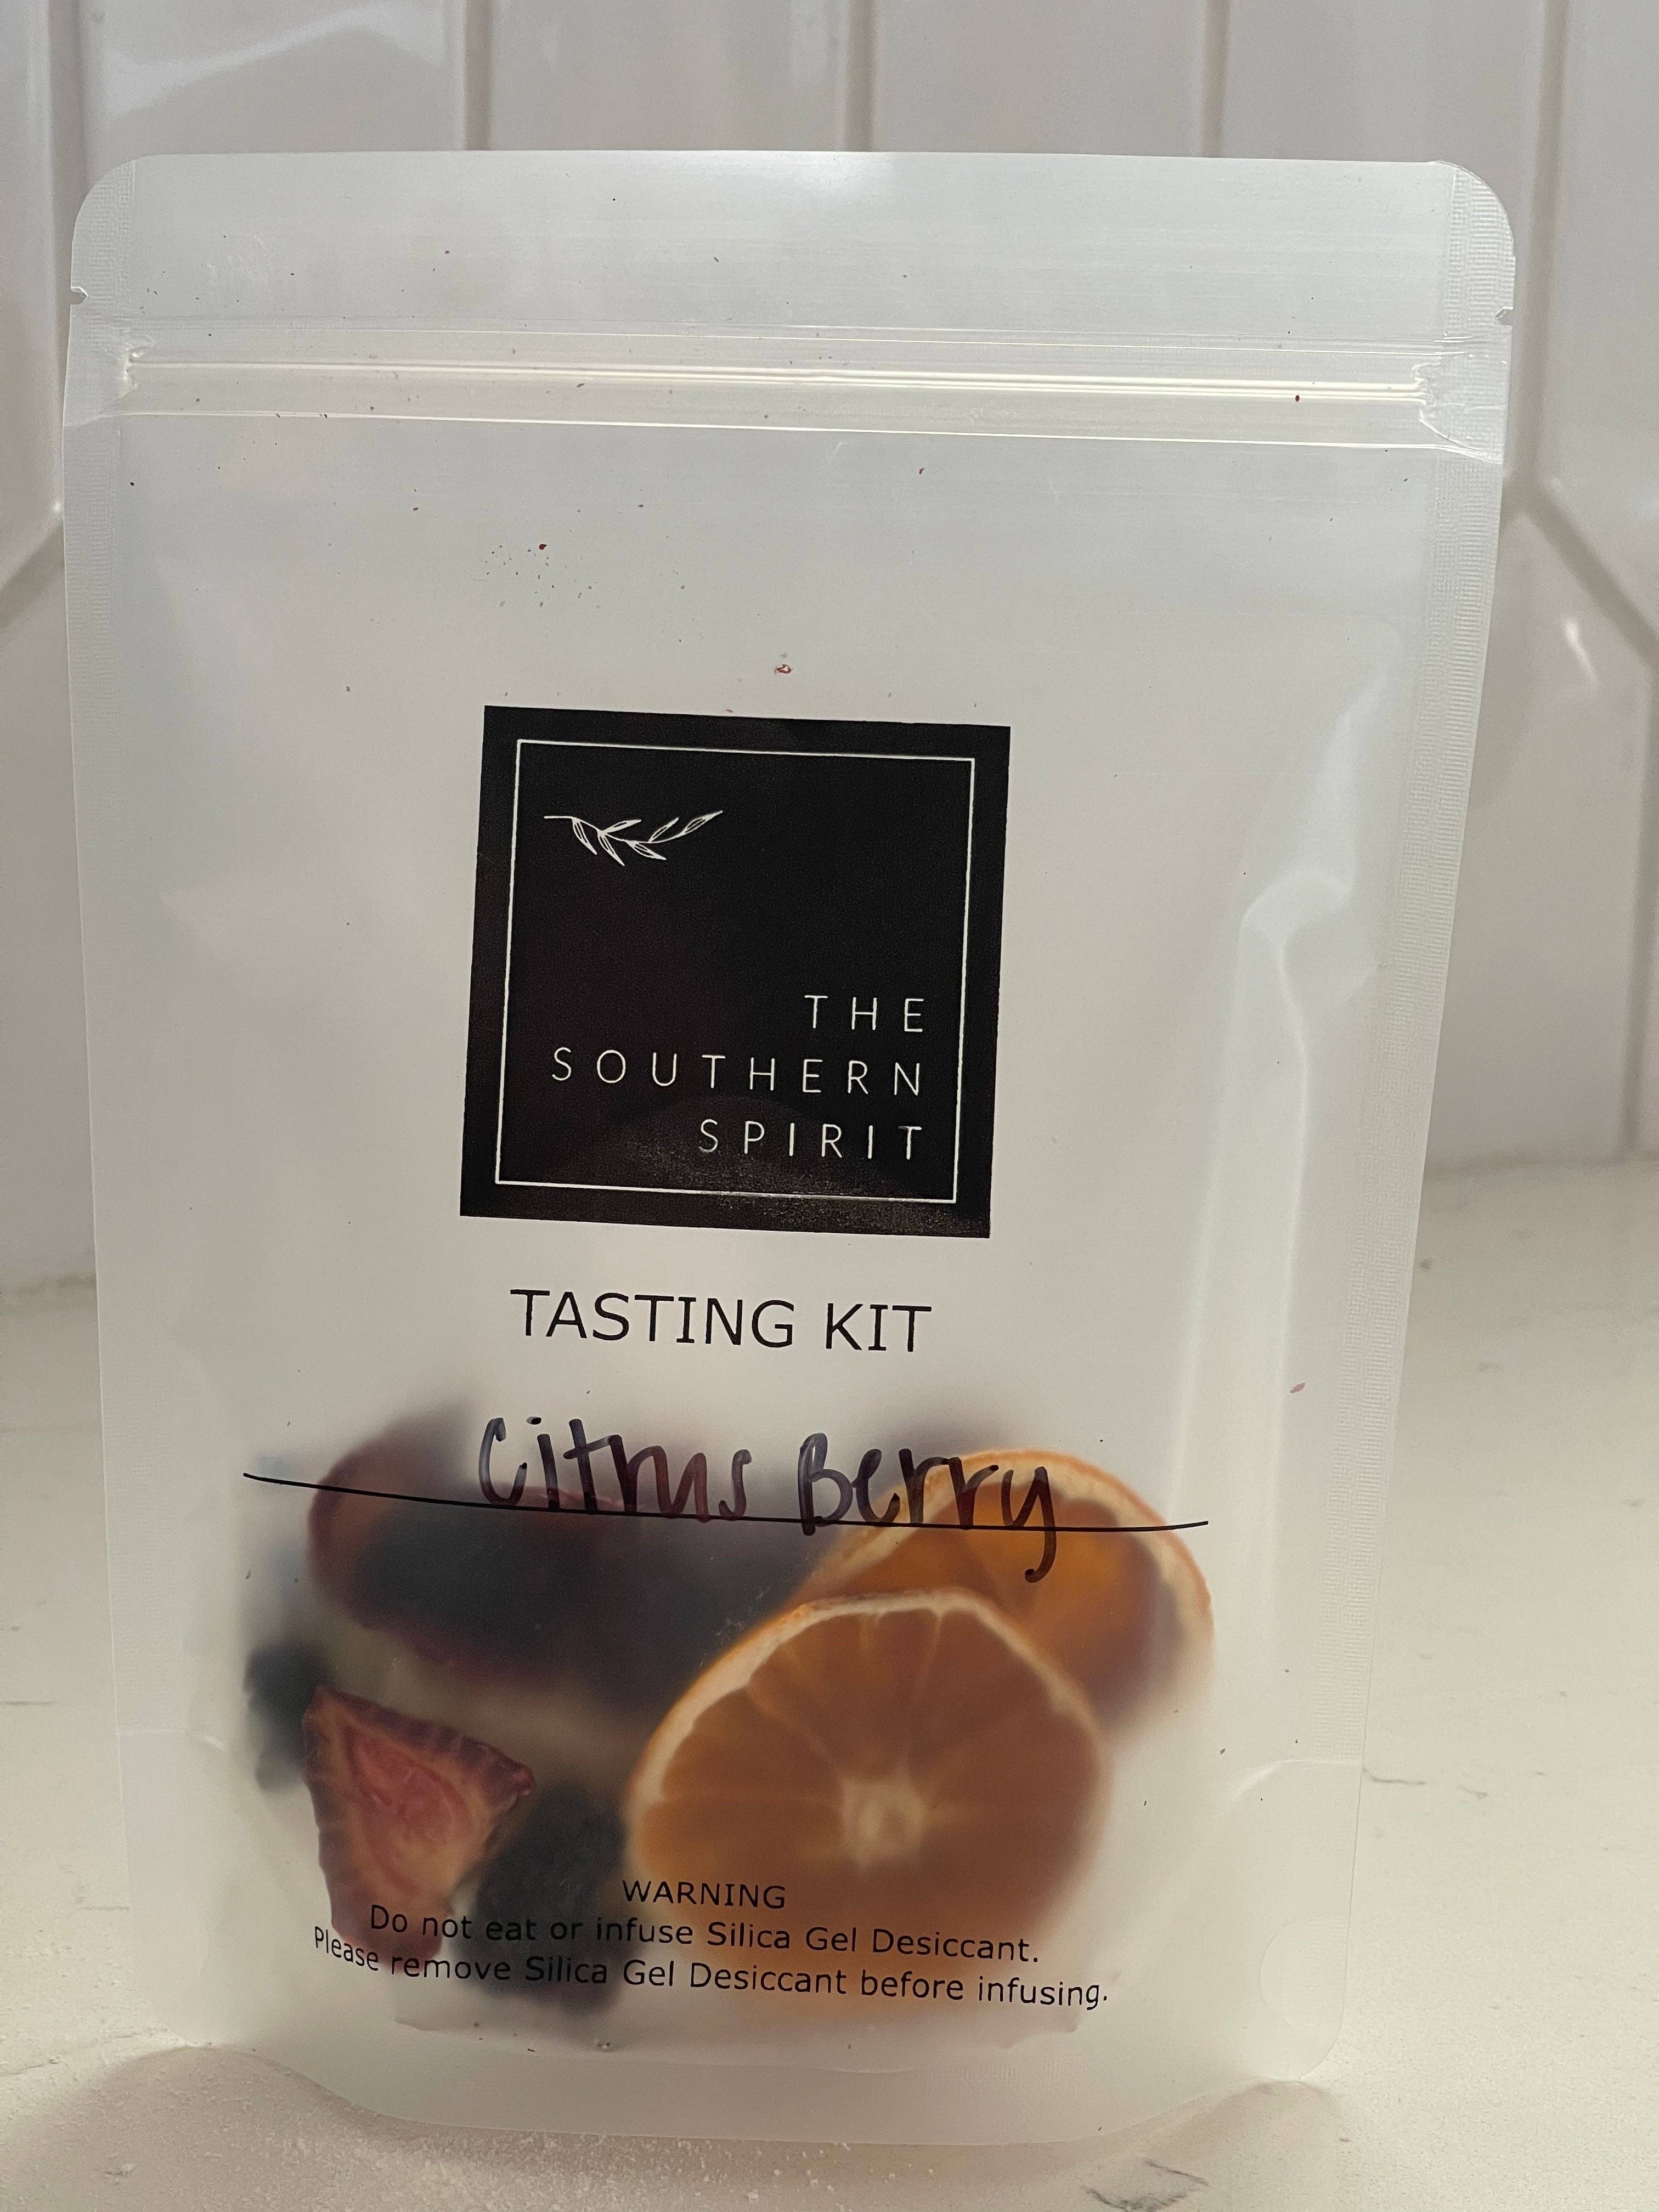 THE
SOUTHERN
SPIRIT
TASTING KIT
Citrus Berry
WARNING
Do not eat or infuse Silica Gel Desiccant.
Please remove Silica Gel Desiccant before infusing.